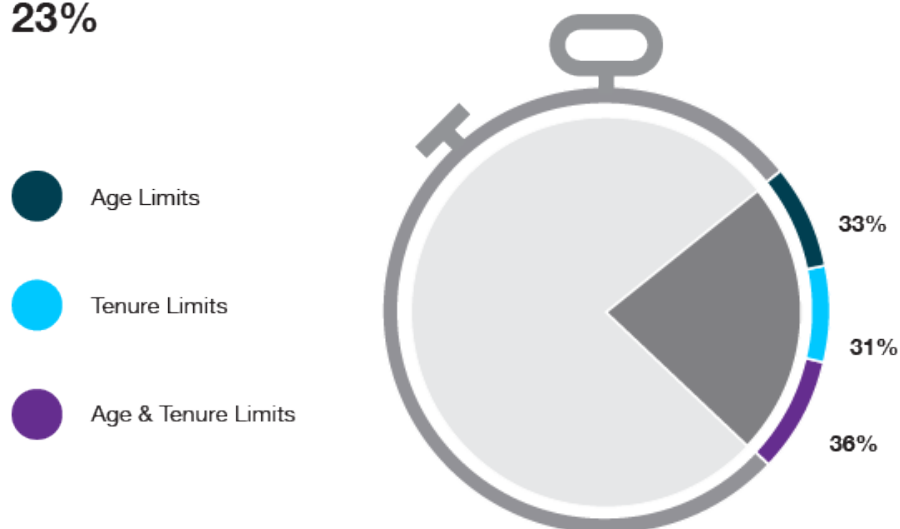 23%
Age Limits
33%
Tenure Limits
31%
Age & Tenure Limits
36%